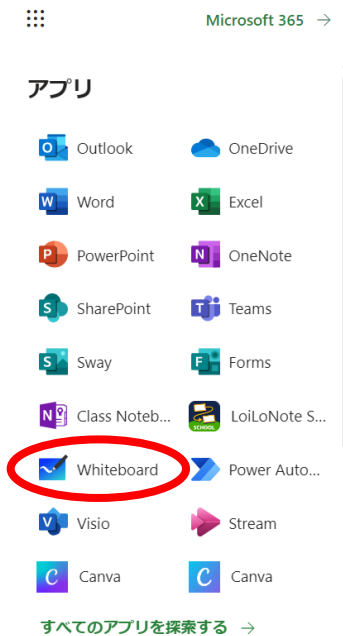 Microsoft 365 →
アプリ
Outlook OneDrive
Word Excel
PowerPoint OneNote
SharePoint Teams
Sway Forms
Class Noteb... LoiLoNote S...
Whiteboard Power Auto...
Visio Stream
Canva Canva
すべてのアプリを探索する →